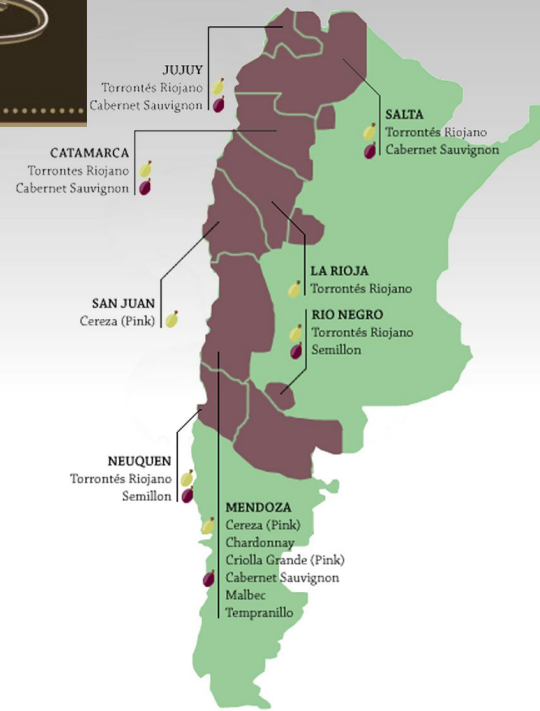 JUJUY
Torrontés Riojano
Cabernet Sauvignon
SALTA
Torrontés Riojano
Cabernet Sauvignon
CATAMARCA
Torrontes Riojano
Cabernet Sauvignon
LA RIOJA
Torrontés Riojano
SAN JUAN
Cereza (Pink)
RIO NEGRO
Torrontés Riojano
Semillon
NEUQUEN
Torrontés Riojano
Semillon
MENDOZA
Cereza (Pink)
Chardonnay
Criolla Grande (Pink)
Cabernet Sauvignon
Malbec
Tempranillo